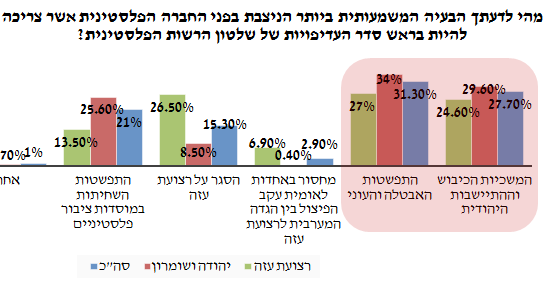 מהי לדעתך הבעיה המשמעותית ביותר הניצבת בפני החברה הפלסטינית אשר צריכה
להיות בראש סדר העדיפויות של שלטון הרשות הפלסטינית?
24.60% 29.60% 27.70%
27% 34% 31.30%
6.90% 0.40% 2.90%
26.50% 8.50% 15.30%
13.50% 25.60% 21%
70% 1%
המשכיות הכיבוש
וההתיישבות
היהודית
התפשטות
האבטלה והעוני
מחסור באחדות
לאומית עקב
הפיצול בין הגדה
המערבית לרצועת
עזה
הסגר על רצועת
עזה
התפשטות
השחיתות
במוסדות ציבור
פלסטיניים
אחר
רצועת עזה
יהודה ושומרון
סה"כ